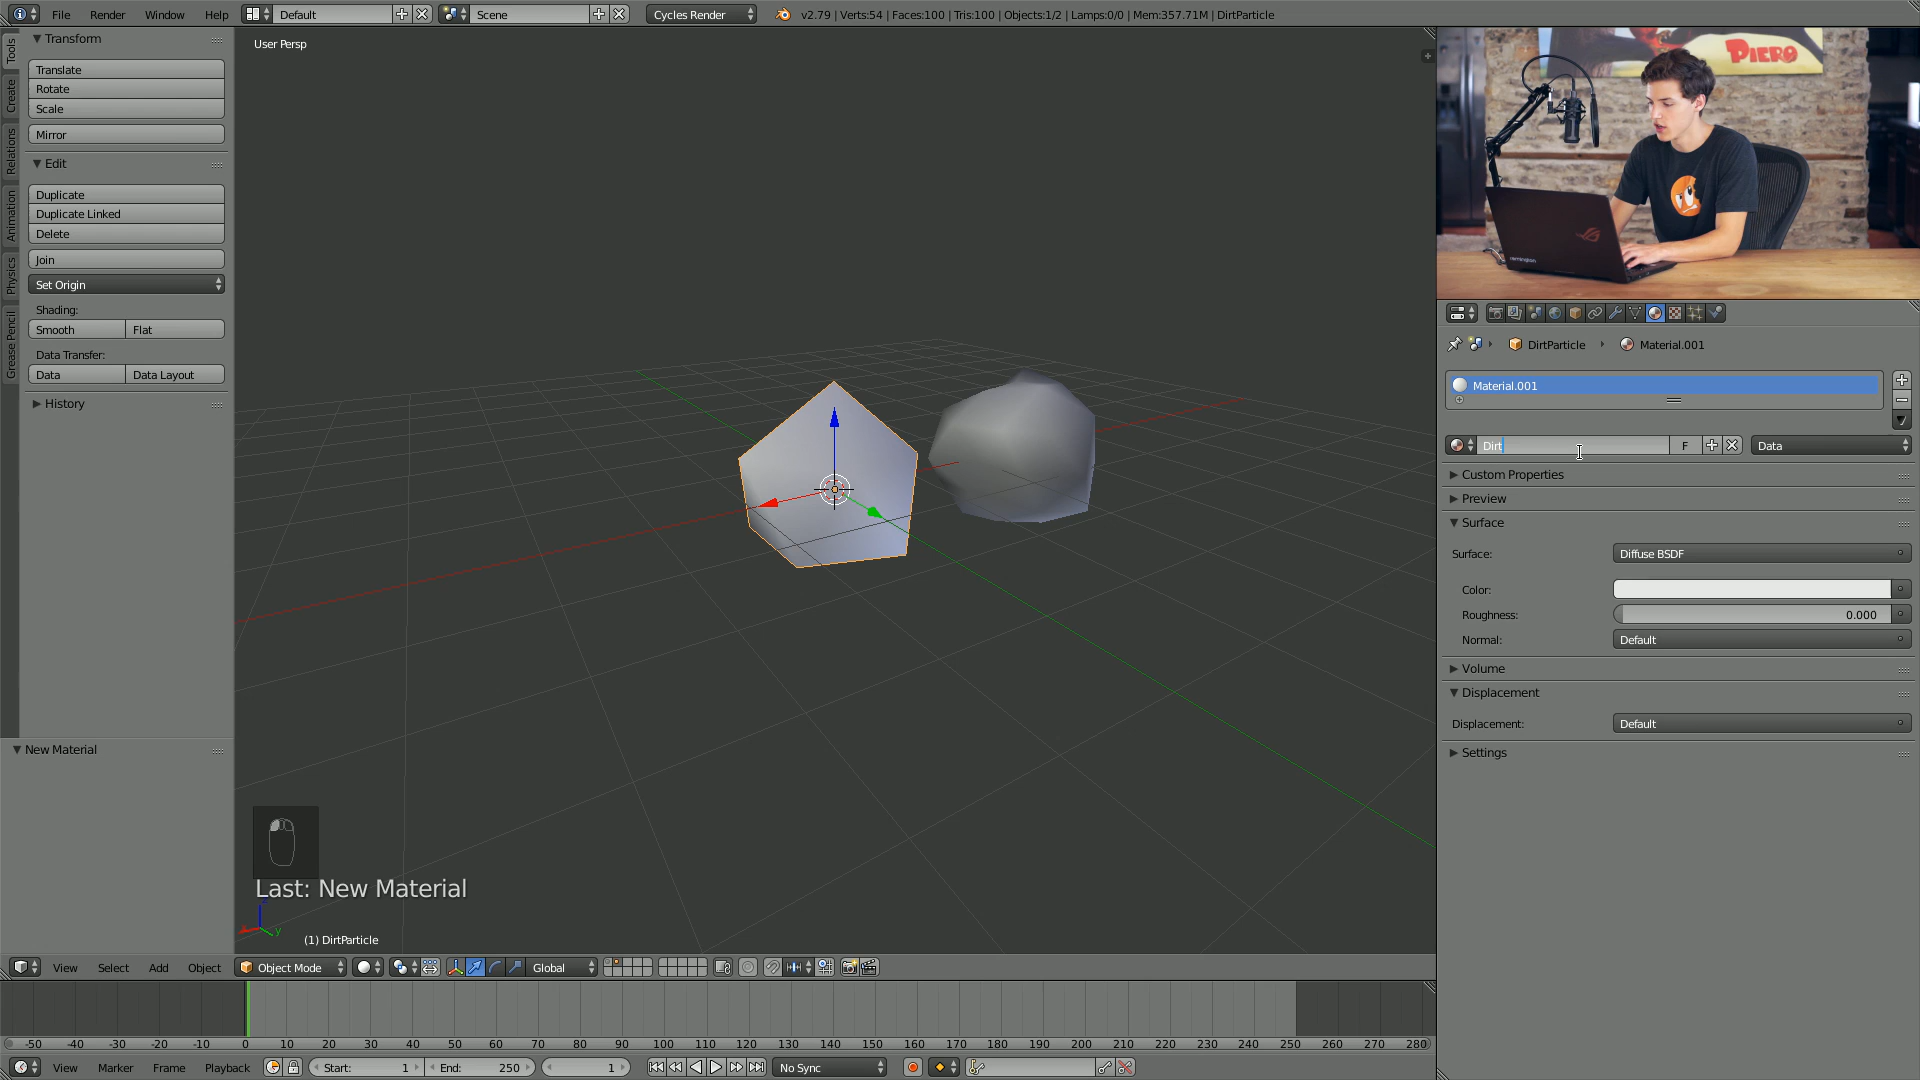 File Render Window Help Default Scene Cycles Render v2.79 | Verts:54 | Faces:100 | Tris:100 | Objects:1/2 | Lamps:0/0 | Mem:357.71M | DirtParticle
Tools
Create
Relations
Animation
Physics
Grease Pencil
Transform
Translate
Rotate
Scale
Mirror
Edit
Duplicate
Duplicate Linked
Delete
Join
Set Origin
Shading:
Smooth Flat
Data Transfer:
Data Data Layout
History
New Material
User Persp
Last: New Material
(1) DirtParticle
PIERO
remington
DirtParticle Material.001
Material.001
Dirt F Data
Custom Properties
Preview
Surface
Surface: Diffuse BSDF
Color:
Roughness: 0.000
Normal: Default
Volume
Displacement
Displacement: Default
Settings
View Select Add Object Object Mode Global
-50 -40 -30 -20 -10 0 10 20 30 40 50 60 70 80 90 100 110 120 130 140 150 160 170 180 190 200 210 220 230 240 250 260 270 280
View Marker Frame Playback Start: 1 End: 250 1 No Sync